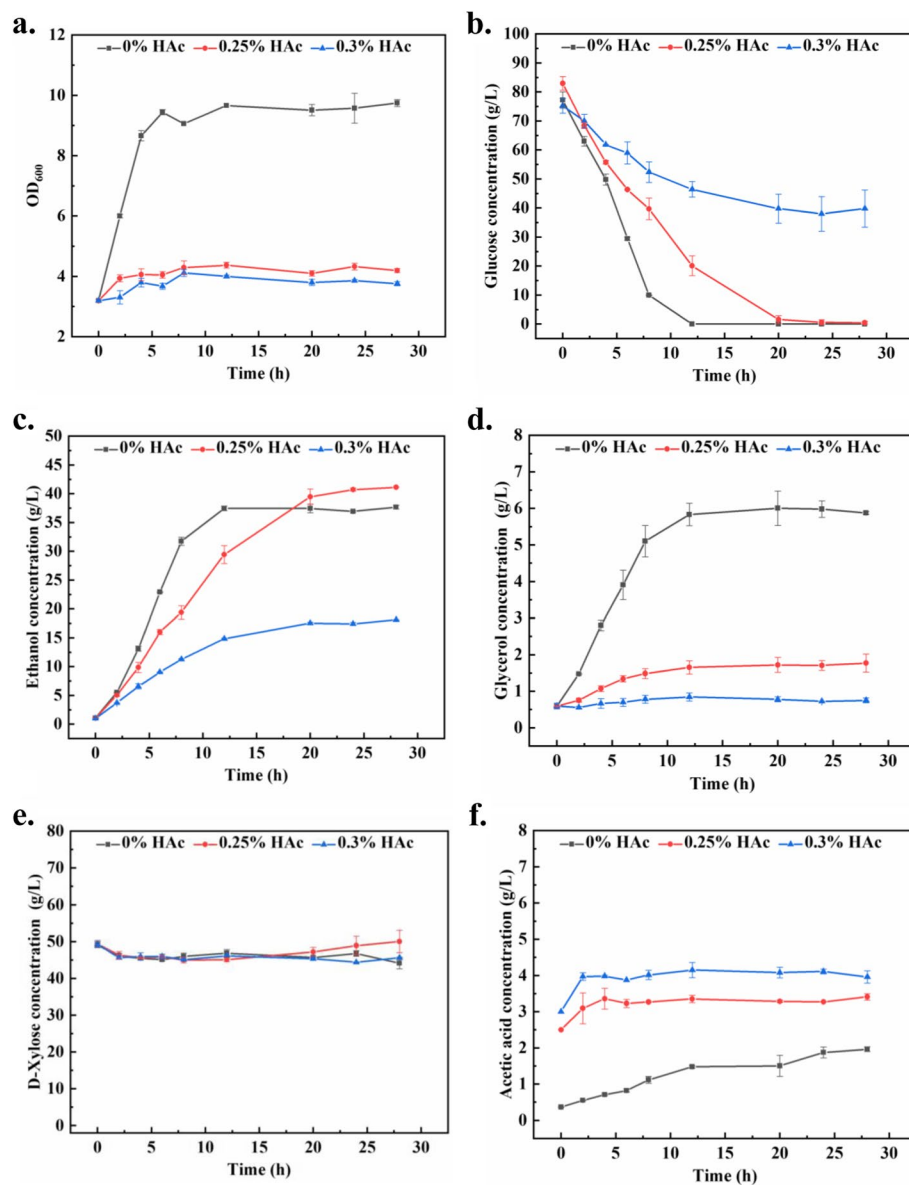 a.
0% HAc 0.25% HAc 0.3% HAc
12
10
8
6
4
2
OD600
0 5 10 15 20 25 30
Time (h)
b.
0% HAc 0.25% HAc 0.3% HAc
100
90
80
70
60
50
40
30
20
10
0
Glucose concentration (g/L)
0 5 10 15 20 25 30
Time (h)
c.
0% HAc 0.25% HAc 0.3% HAc
50
45
40
35
30
25
20
15
10
5
0
Ethanol concentration (g/L)
0 5 10 15 20 25 30
Time (h)
d.
0% HAc 0.25% HAc 0.3% HAc
8
7
6
5
4
3
2
1
0
Glycerol concentration (g/L)
0 5 10 15 20 25 30
Time (h)
e.
0% HAc 0.25% HAc 0.3% HAc
80
70
60
50
40
30
20
10
0
D-Xylose concentration (g/L)
0 5 10 15 20 25 30
Time (h)
f.
0% HAc 0.25% HAc 0.3% HAc
8
7
6
5
4
3
2
1
0
Acetic acid concentration (g/L)
0 5 10 15 20 25 30
Time (h)